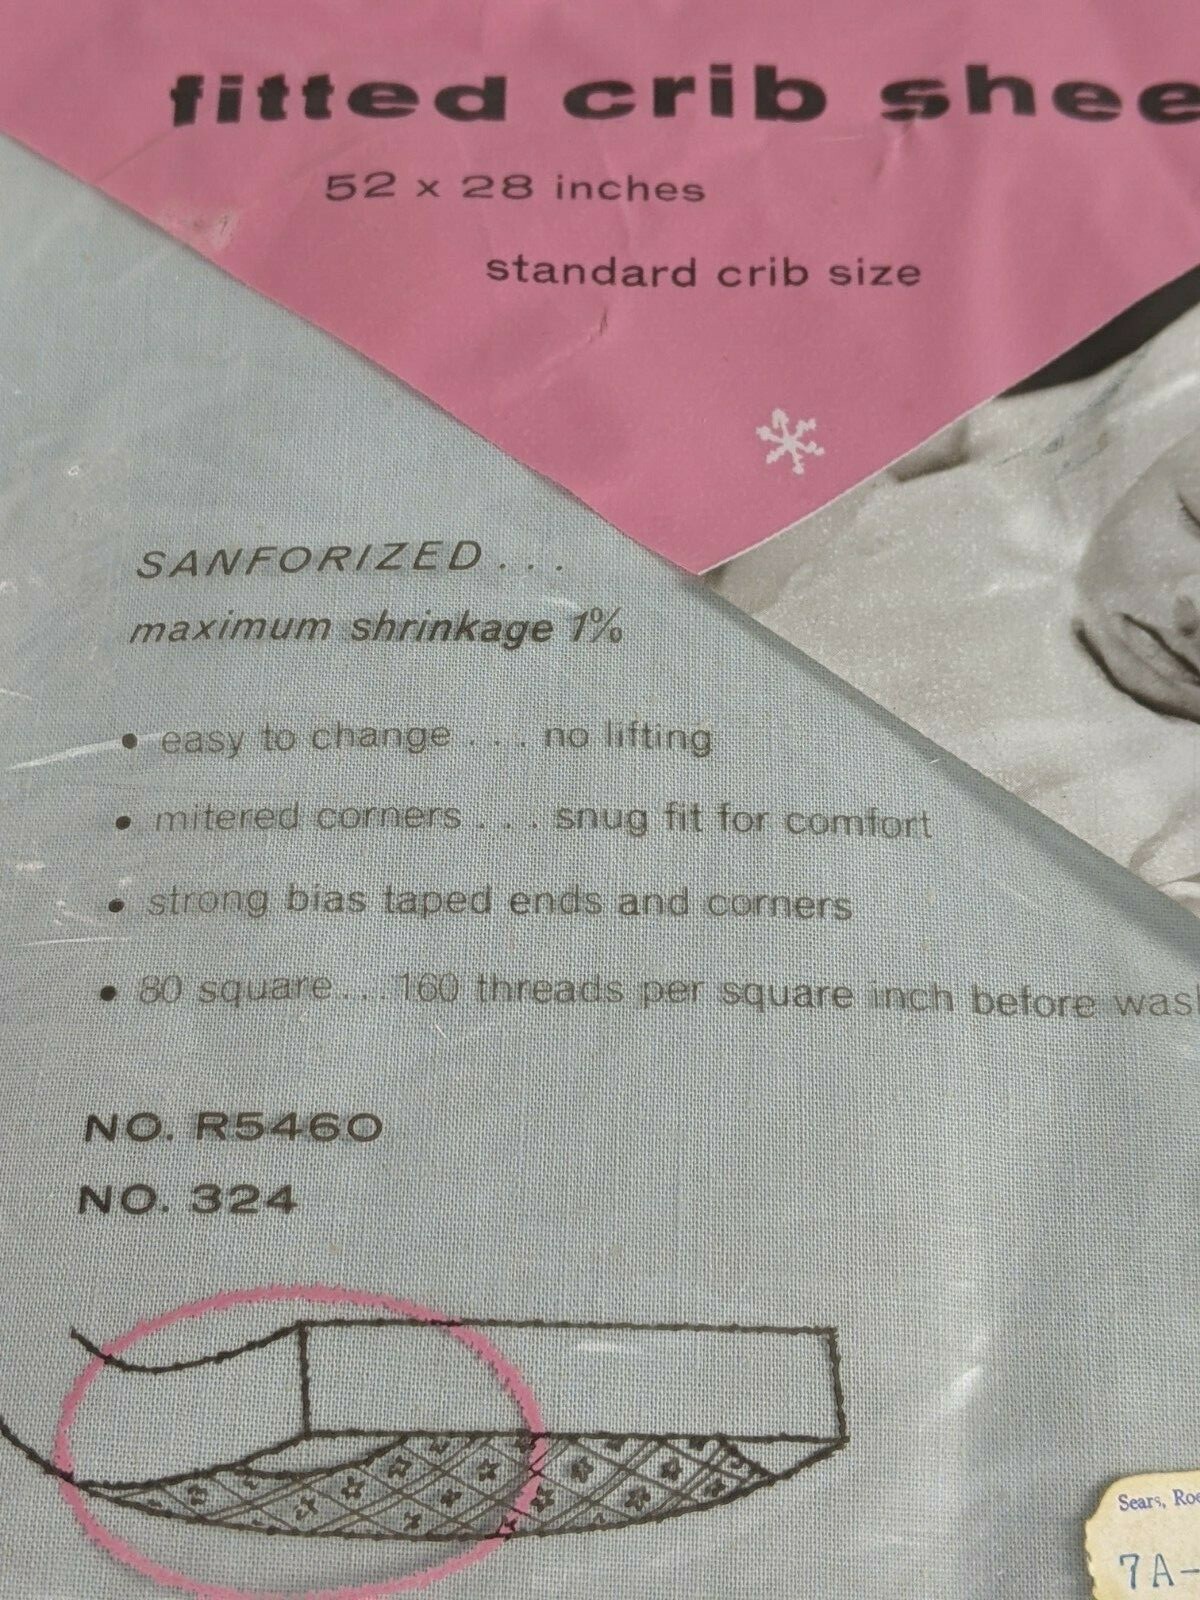 fitted crib shee
52 x 28 inches
standard crib size
SANFORIZED...
maximum shrinkage 1%
• easy to change . . . no lifting
• mitered corners . . . snug fit for comfort
• strong bias taped ends and corners
• 80 square...160 threads per square inch before was
NO. R5460
NO. 324
Sears, Roe
7A-